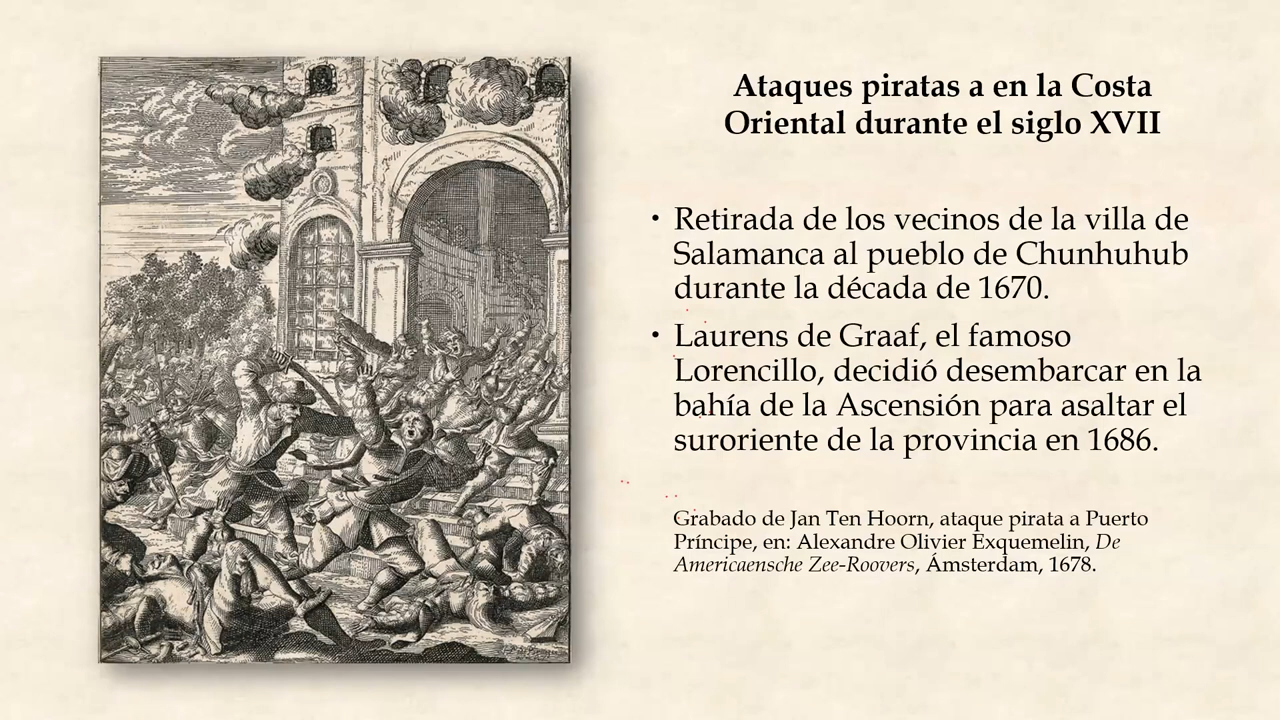 Ataques piratas a en la Costa
Oriental durante el siglo XVII
• Retirada de los vecinos de la villa de
Salamanca al pueblo de Chunhuhub
durante la década de 1670.
• Laurens de Graaf, el famoso
Lorencillo, decidió desembarcar en la
bahía de la Ascensión para asaltar el
suroriente de la provincia en 1686.
Grabado de Jan Ten Hoorn, ataque pirata a Puerto
Príncipe, en: Alexandre Olivier Exquemelin, De
Americaensche Zee-Roovers, Ámsterdam, 1678.